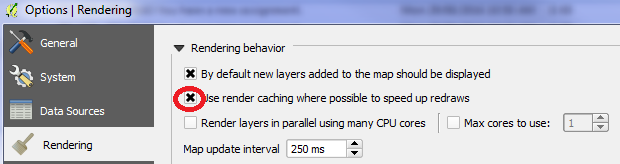 Options | Rendering
General
System
Data Sources
Rendering
Rendering behavior
By default new layers added to the map should be displayed
Use render caching where possible to speed up redraws
Render layers in parallel using many CPU cores
Max cores to use:
1
Map update interval
250 ms